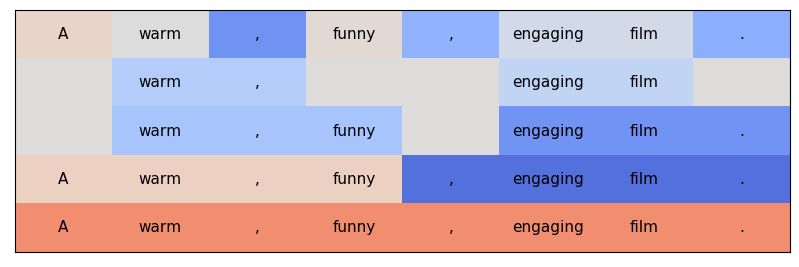 A warm , funny , engaging film .
warm , engaging film
warm , funny engaging film .
A warm , funny , engaging film .
A warm , funny , engaging film .